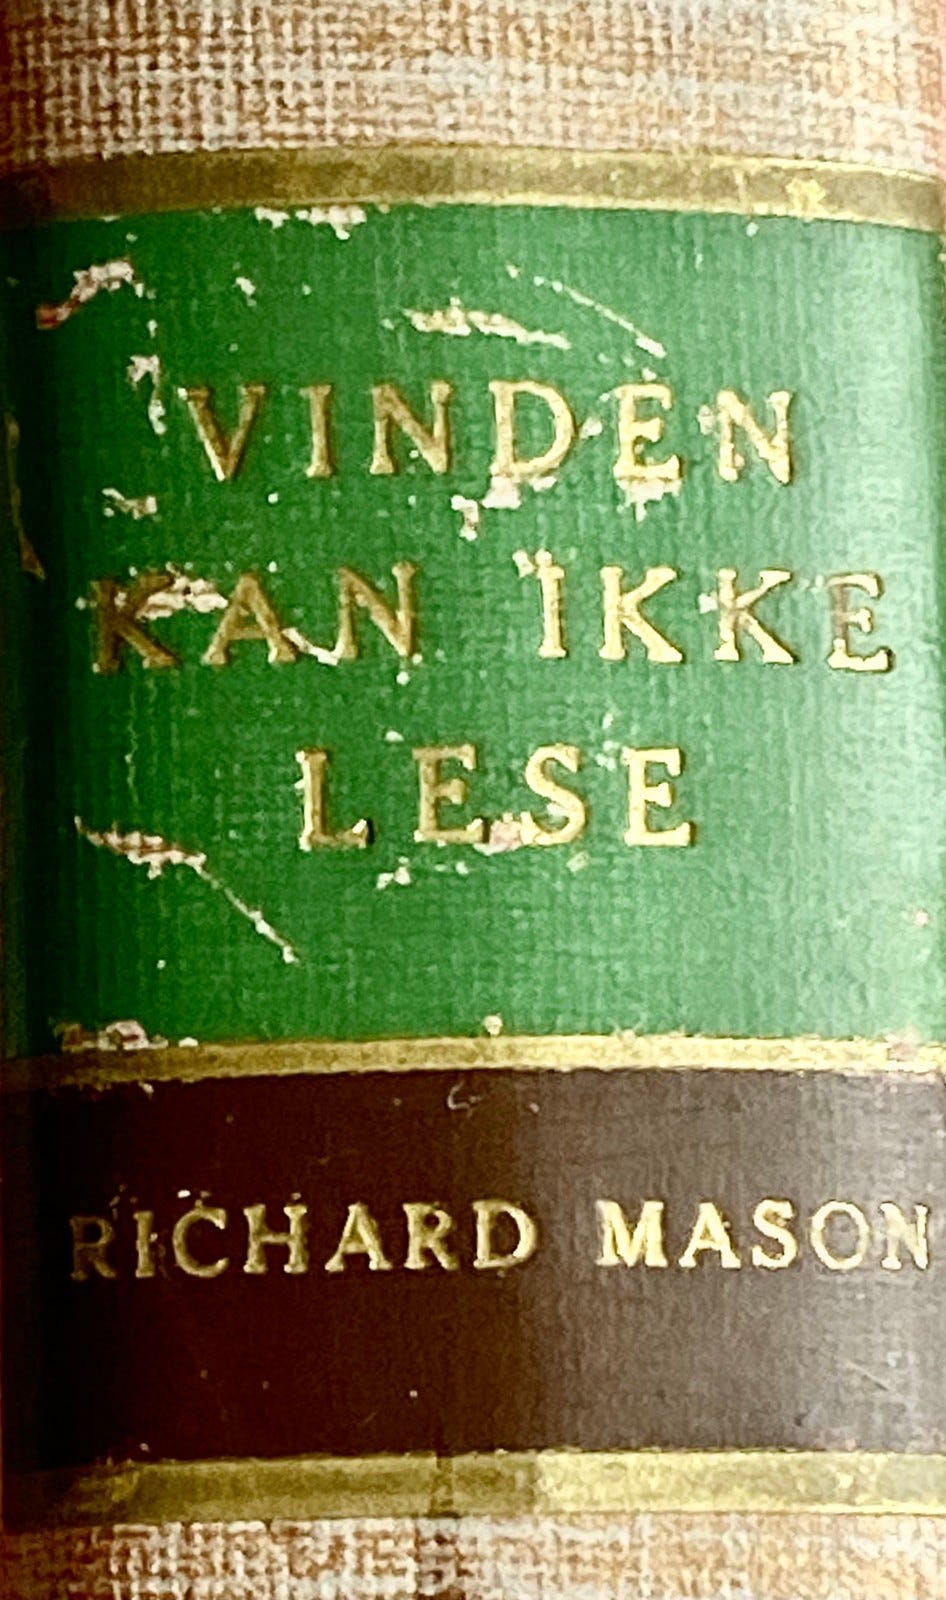 VINDEN
KAN IKKE
LESE
RICHARD MASON